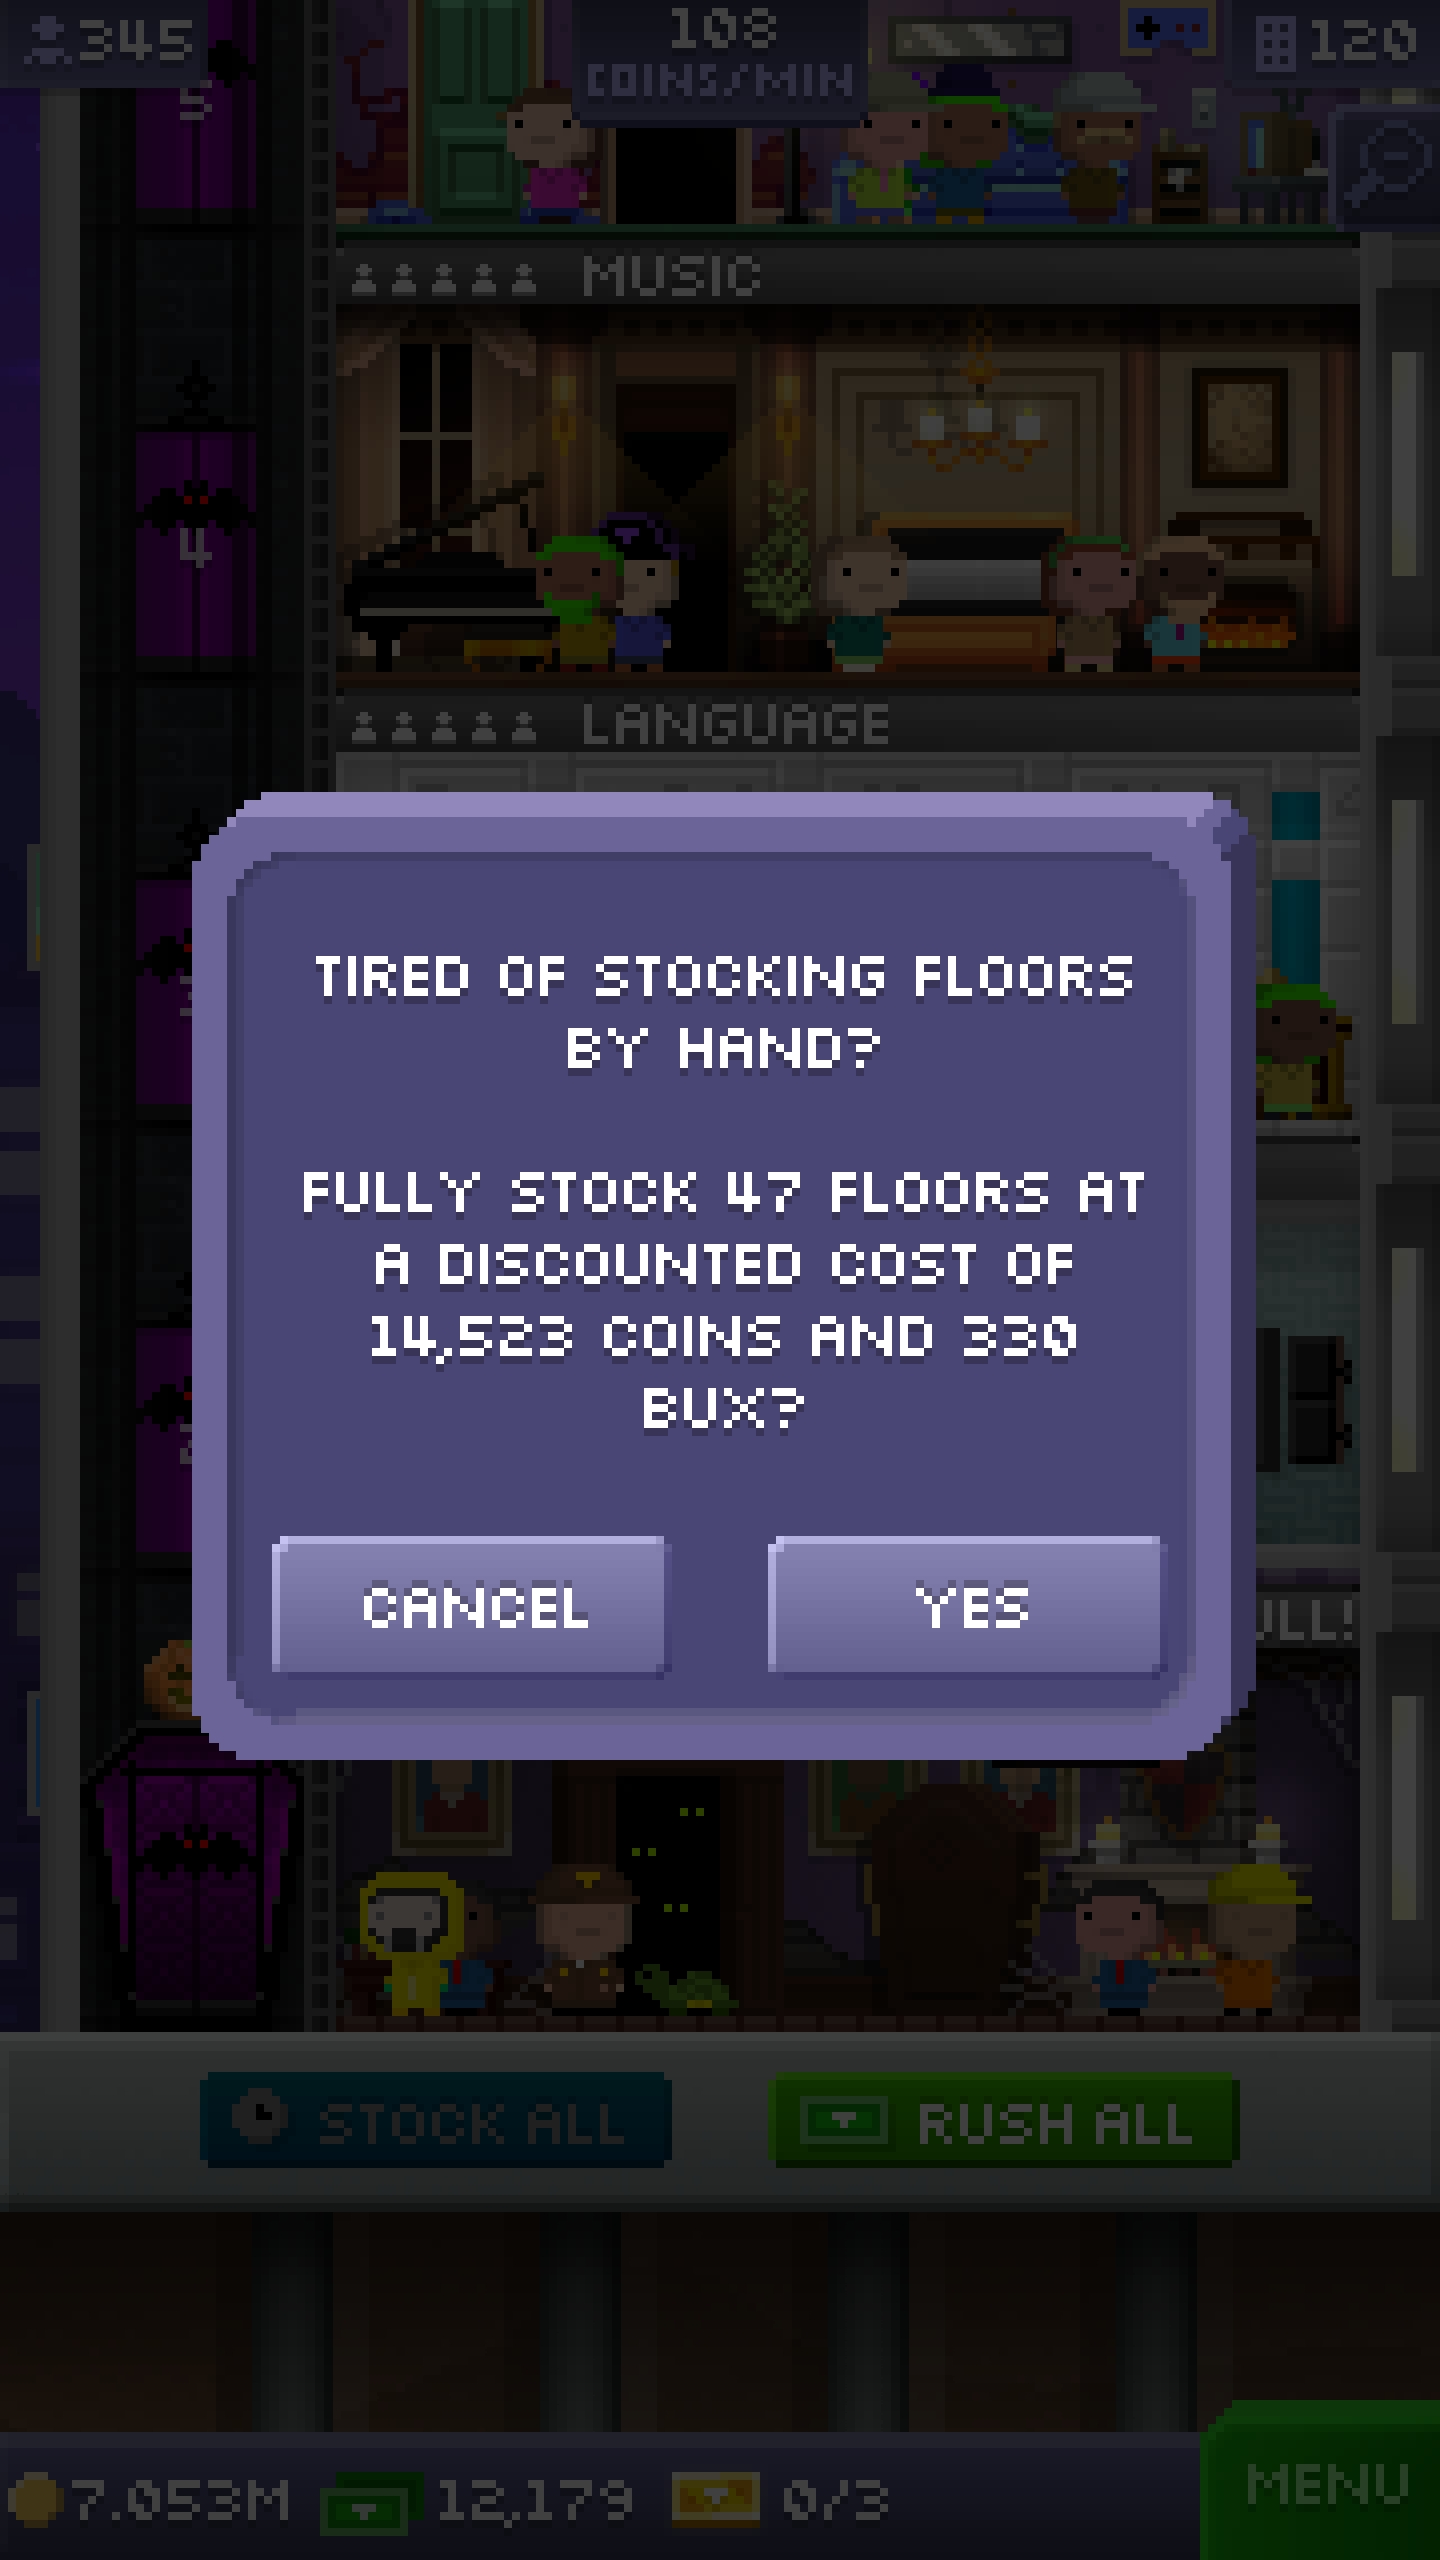 345
108
COINS/MIN
120
5
MUSIC
4
LANGUAGE
TIRED OF STOCKING FLOORS
BY HAND?
FULLY STOCK 47 FLOORS AT
A DISCOUNTED COST OF
14,523 COINS AND 330
BUX?
CANCEL
YES
STOCK ALL
RUSH ALL
7.053M
12,179
0/3
MENU